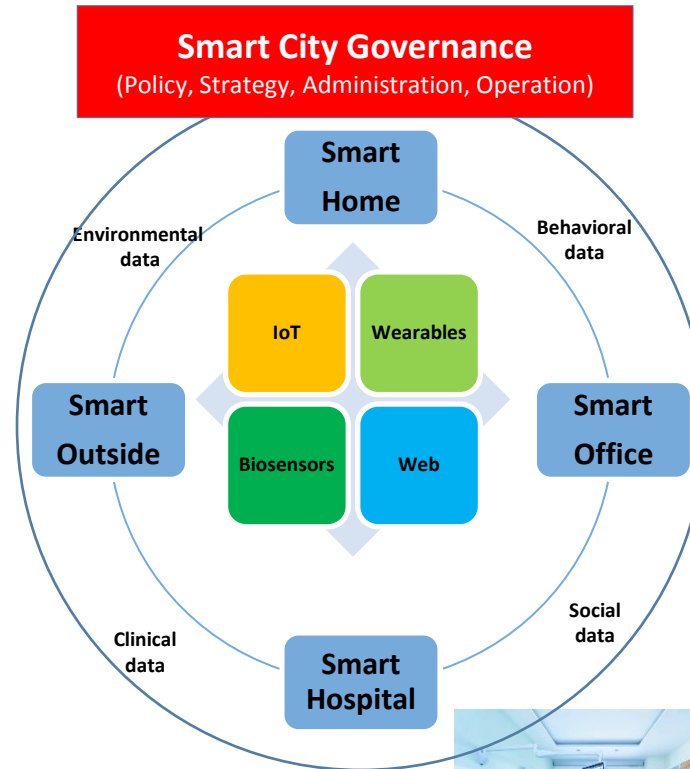 Smart City Governance
(Policy, Strategy, Administration, Operation)
Smart
Home
Environmental
data
Behavioral
data
IoT
Wearables
Smart
Outside
Smart
Office
Biosensors
Web
Clinical
data
Social
data
Smart
Hospital